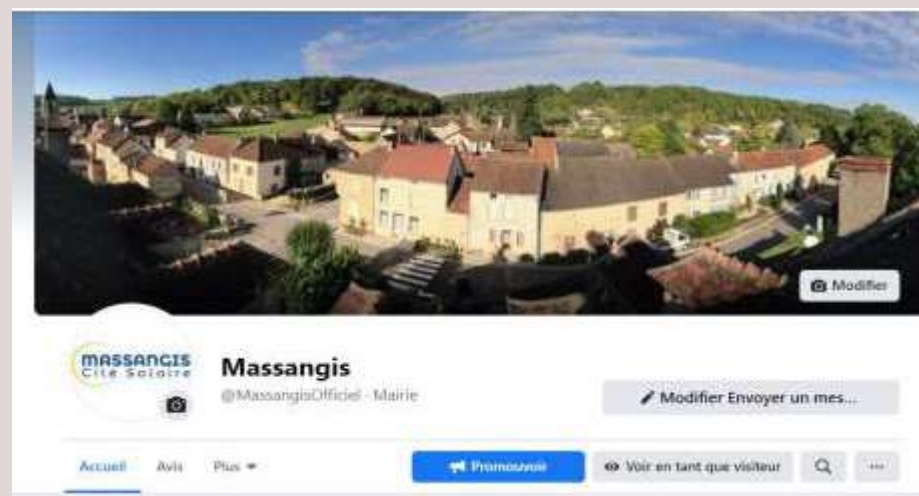 Modifier
MASSANGIS
Cité Solaire
Massangis
@MassangisOfficiel · Mairie
Modifier Envoyer un mes...
Accueil
Avis
Plus
Promouvoir
Voir en tant que visiteur